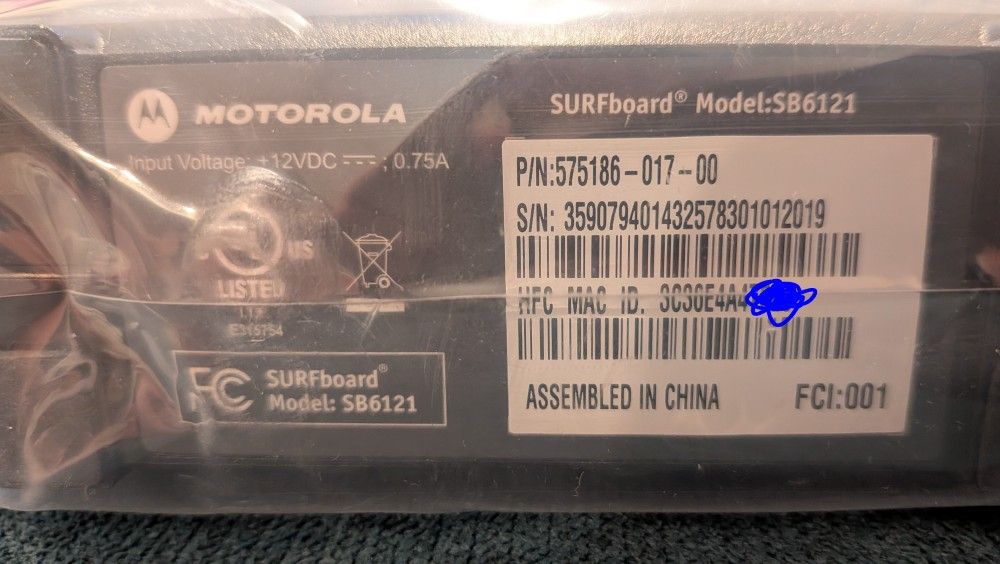 MOTOROLA
Input Voltage: +12VDC ⎓ ; 0.75A
LISTED
FC SURFboard®
Model: SB6121
SURFboard® Model:SB6121
P/N:575186-017-00
S/N: 359079401432578301012019
HFC MAC ID. 3C36E4A4
ASSEMBLED IN CHINA FCI:001